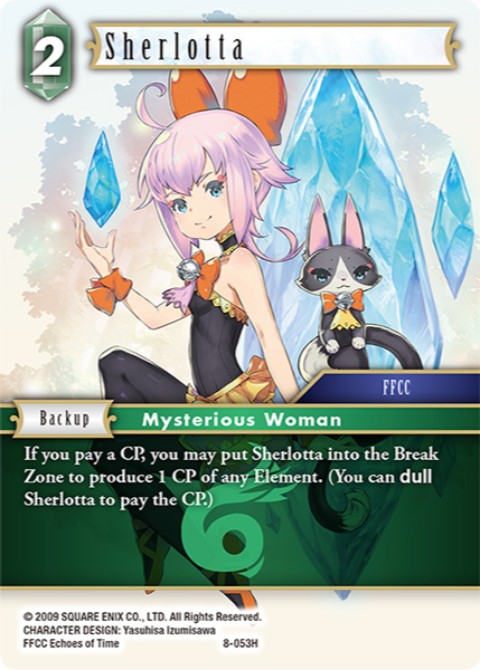 2
Sherlotta
FFCC
Backup
Mysterious Woman
If you pay a CP, you may put Sherlotta into the Break
Zone to produce 1 CP of any Element. (You can dull
Sherlotta to pay the CP.)
© 2009 SQUARE ENIX CO., LTD. All Rights Reserved.
CHARACTER DESIGN: Yasuhisa Izumisawa
FFCC Echoes of Time
8-053H